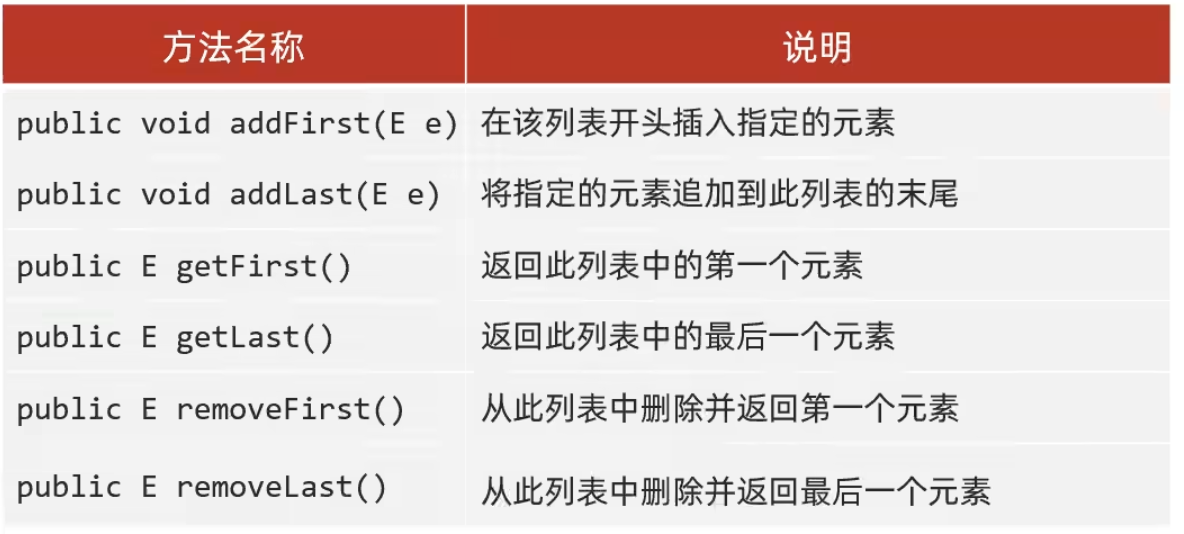 方法名称 说明
public void addFirst(E e) 在该列表开头插入指定的元素
public void addLast(E e) 将指定的元素追加到此列表的末尾
public E getFirst() 返回此列表中的第一个元素
public E getLast() 返回此列表中的最后一个元素
public E removeFirst() 从此列表中删除并返回第一个元素
public E removeLast() 从此列表中删除并返回最后一个元素